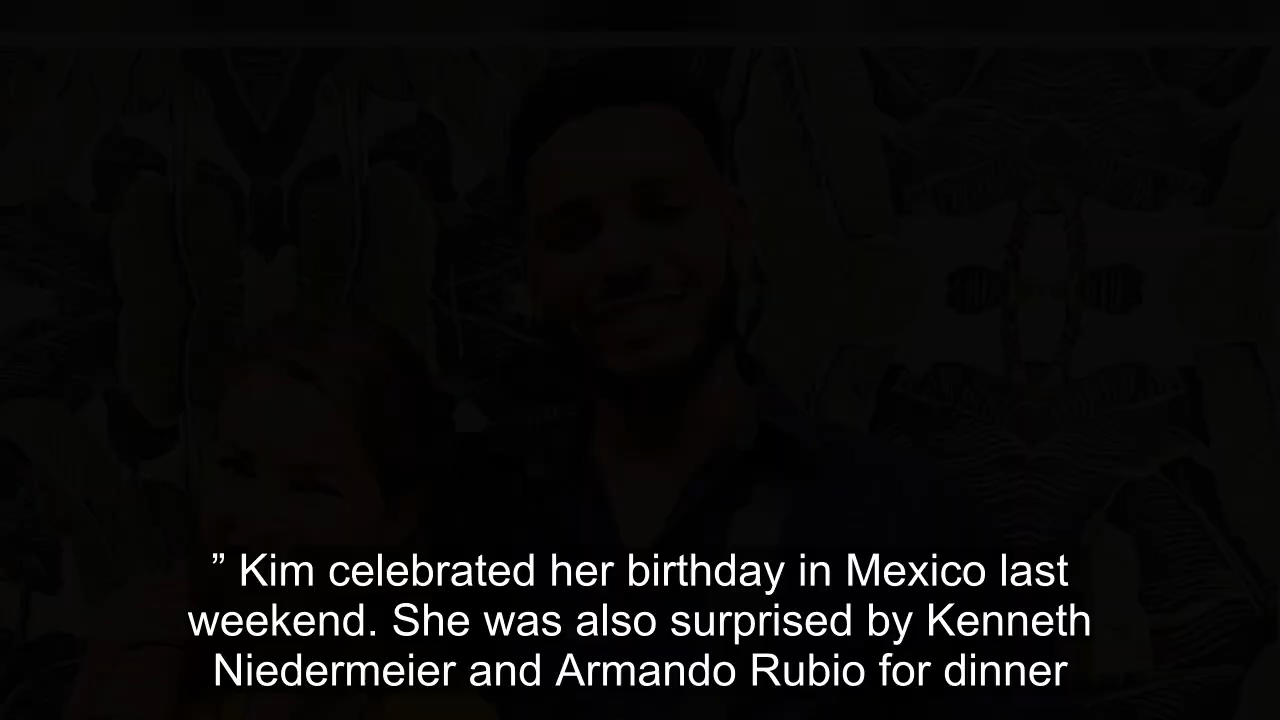 ” Kim celebrated her birthday in Mexico last
weekend. She was also surprised by Kenneth
Niedermeier and Armando Rubio for dinner